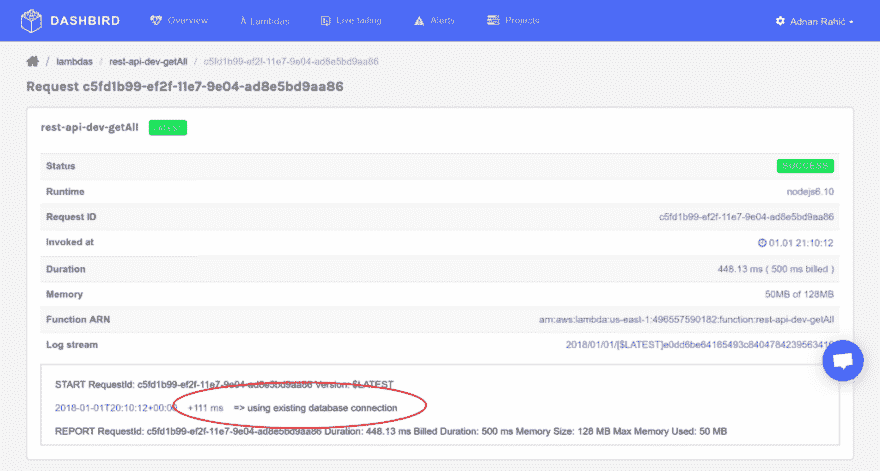 DASHBIRD Overview λ Lambdas Live tailing Alerts Projects Adnan Rahić
/ lambdas / rest-api-dev-getAll / c5fd1b99-ef2f-11e7-9e04-ad8e5bd9aa86
Request c5fd1b99-ef2f-11e7-9e04-ad8e5bd9aa86
rest-api-dev-getAll
Status SUCCESS
Runtime nodejs6.10
Request ID c5fd1b99-ef2f-11e7-9e04-ad8e5bd9aa86
Invoked at 01.01 21:10:12
Duration 448.13 ms ( 500 ms billed )
Memory 50MB of 128MB
Function ARN arn:aws:lambda:us-east-1:496557590182:function:rest-api-dev-getAll
Log stream
START RequestId: c5fd1b99-ef2f-11e7-9e04-ad8e5bd9aa86 Version: $LATEST
2018-01-01T20:10:12+00:00 +111 ms => using existing database connection
REPORT RequestId: c5fd1b99-ef2f-11e7-9e04-ad8e5bd9aa86 Duration: 448.13 ms Billed Duration: 500 ms Memory Size: 128 MB Max Memory Used: 50 MB